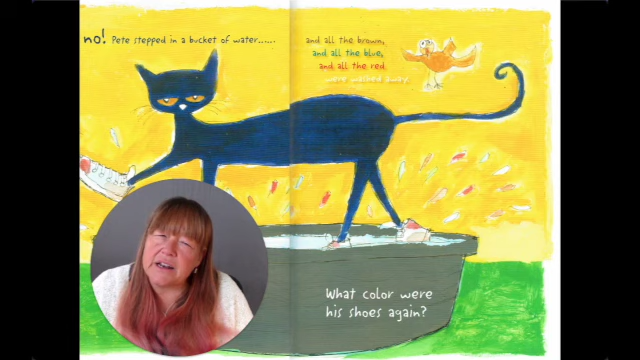 no! Pete stepped in a bucket of water......
and all the brown,
and all the blue,
and all the red
were washed away.
What color were
his shoes again?